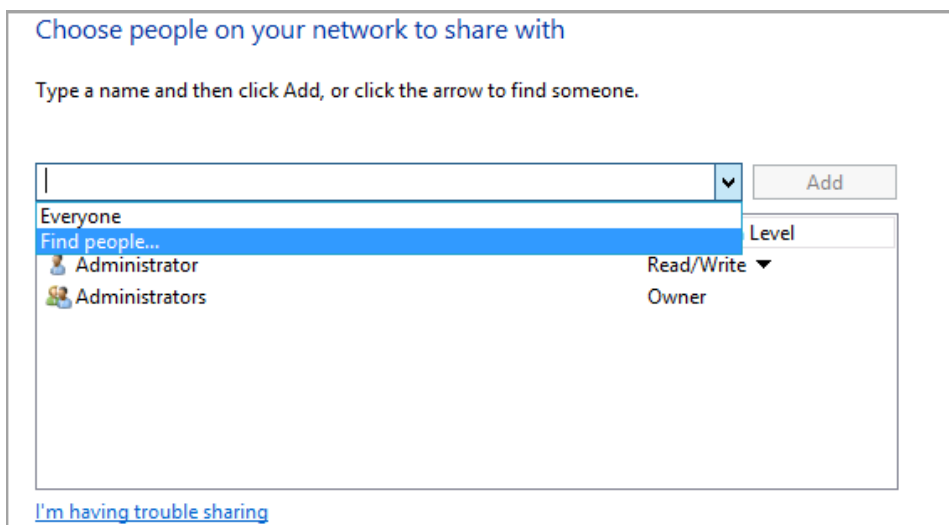 Choose people on your network to share with
Type a name and then click Add, or click the arrow to find someone.
Add
Everyone
Find people...
Level
Administrator Read/Write
Administrators Owner
I'm having trouble sharing